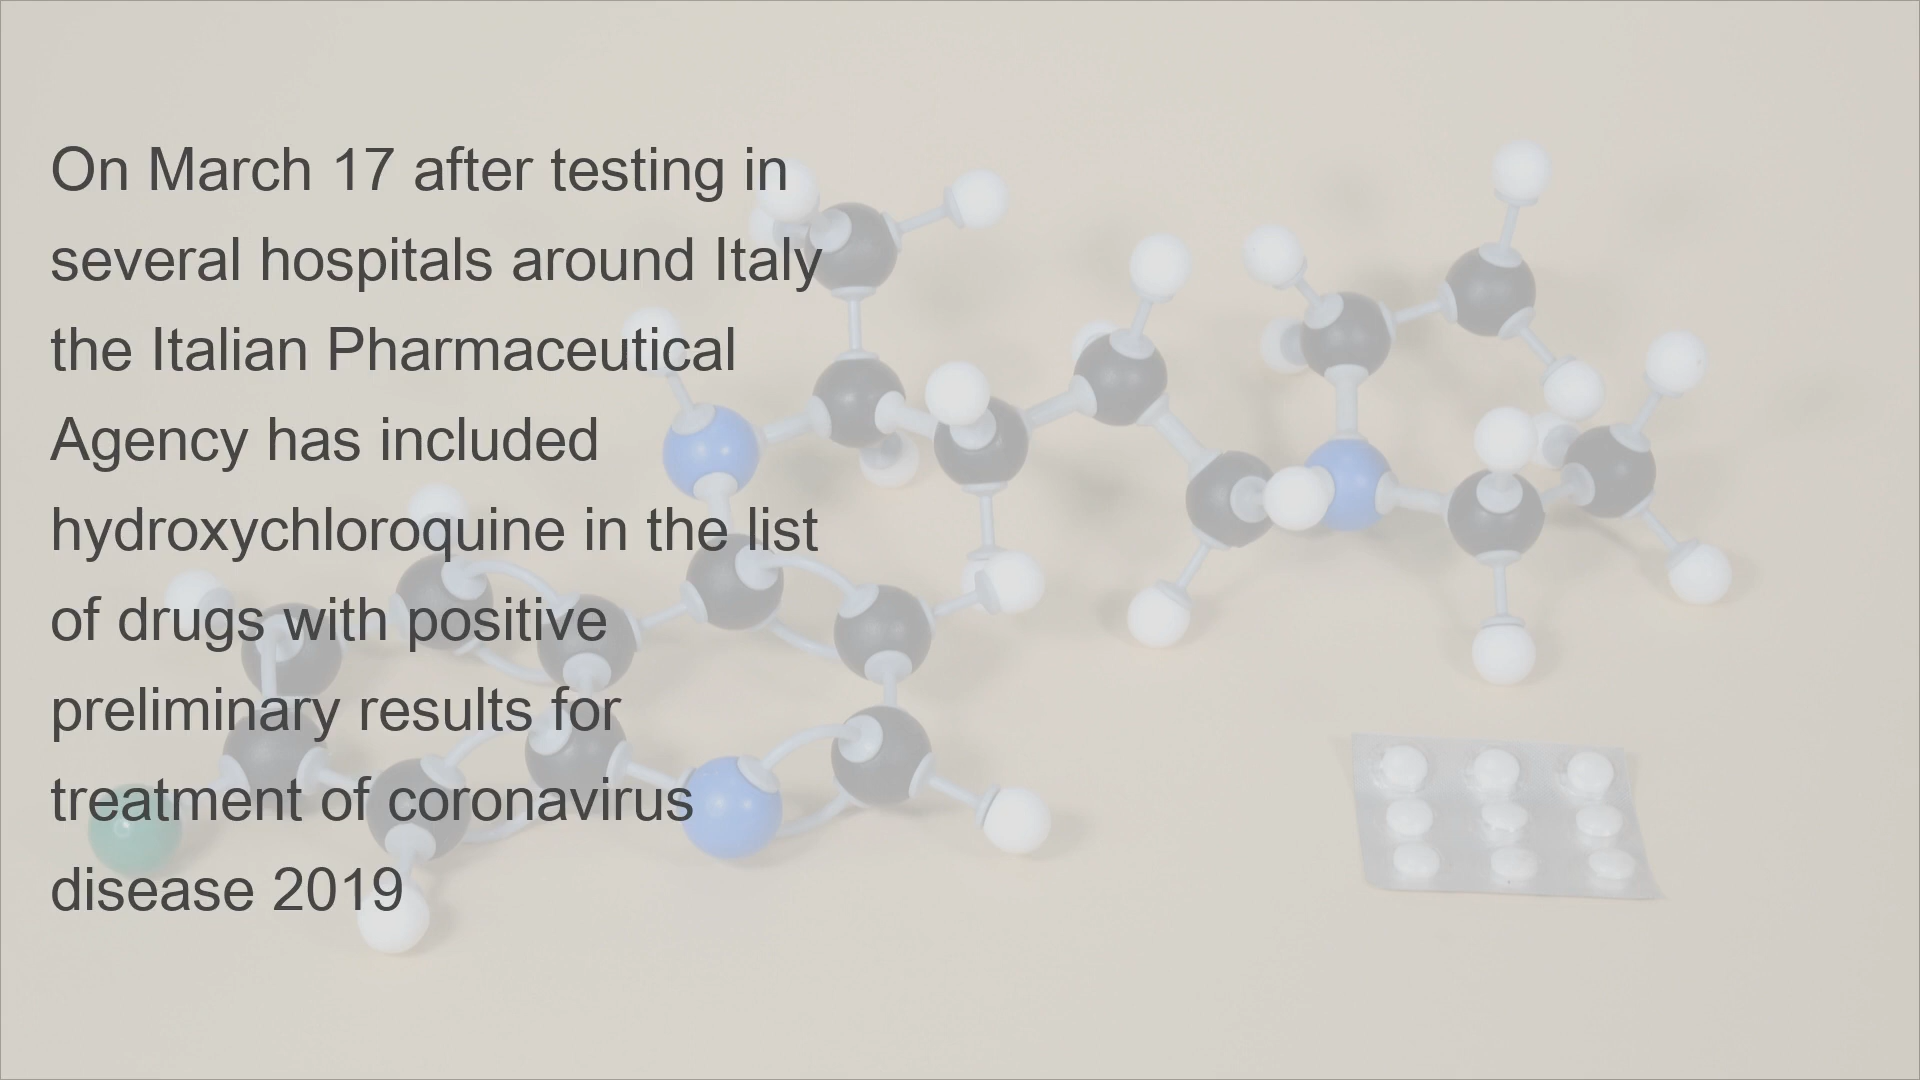 On March 17 after testing in
several hospitals around Italy
the Italian Pharmaceutical
Agency has included
hydroxychloroquine in the list
of drugs with positive
preliminary results for
treatment of coronavirus
disease 2019